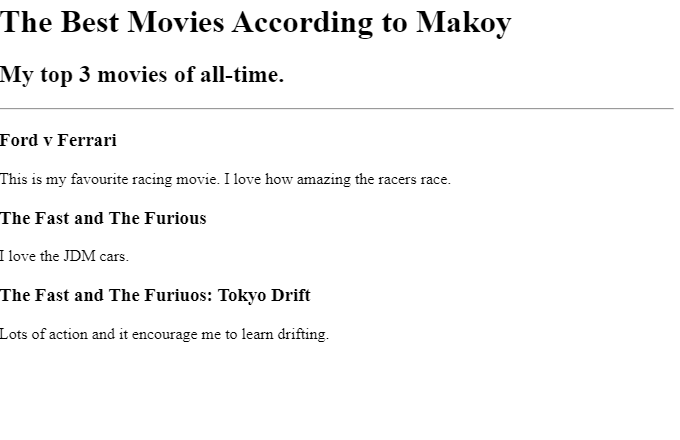 The Best Movies According to Makoy
My top 3 movies of all-time.
Ford v Ferrari
This is my favourite racing movie. I love how amazing the racers race.
The Fast and The Furious
I love the JDM cars.
The Fast and The Furiuos: Tokyo Drift
Lots of action and it encourage me to learn drifting.